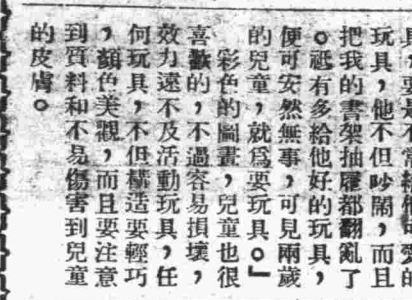 玩具，他不但吵鬧，而且
把我的書架抽屜都翻亂了
。祗有多給他好的玩具，
便可安然無事，可見兩歲
的兒童，就爲要玩具。」
彩色的圖畫，兒童也很
喜歡的，不過容易損壞，
效力遠不及活動玩具，任
何玩具，不但構造要輕巧
，顏色美觀，而且要注意
到質料和不易傷害到兒童
的皮膚。